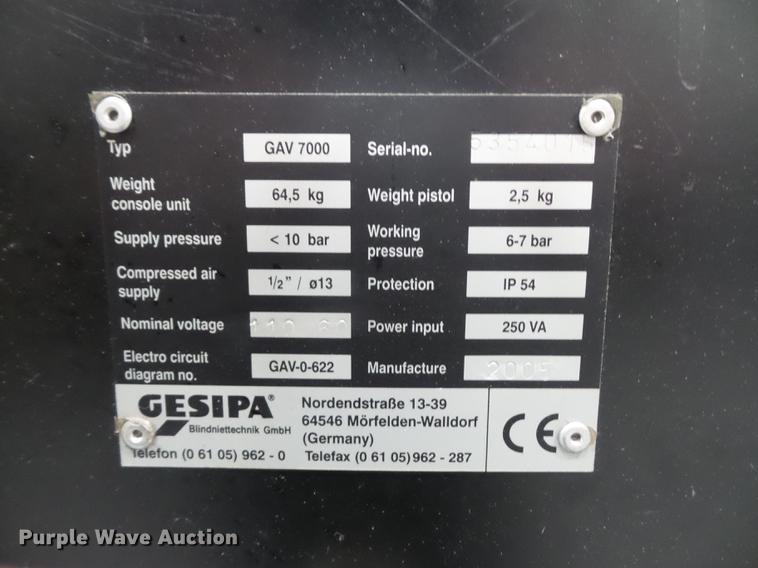 Typ GAV 7000 Serial-no.
Weight console unit 64,5 kg Weight pistol 2,5 kg
Supply pressure < 10 bar Working pressure 6-7 bar
Compressed air supply 1/2" / ø13 Protection IP 54
Nominal voltage 110 60 Power input 250 VA
Electro circuit diagram no. GAV-0-622 Manufacture 2005
GESIPA®
Blindniettechnik GmbH
Nordendstraße 13-39
64546 Mörfelden-Walldorf
(Germany)
Telefon (0 61 05) 962 - 0 Telefax (0 61 05) 962 - 287
CE
Purple Wave Auction